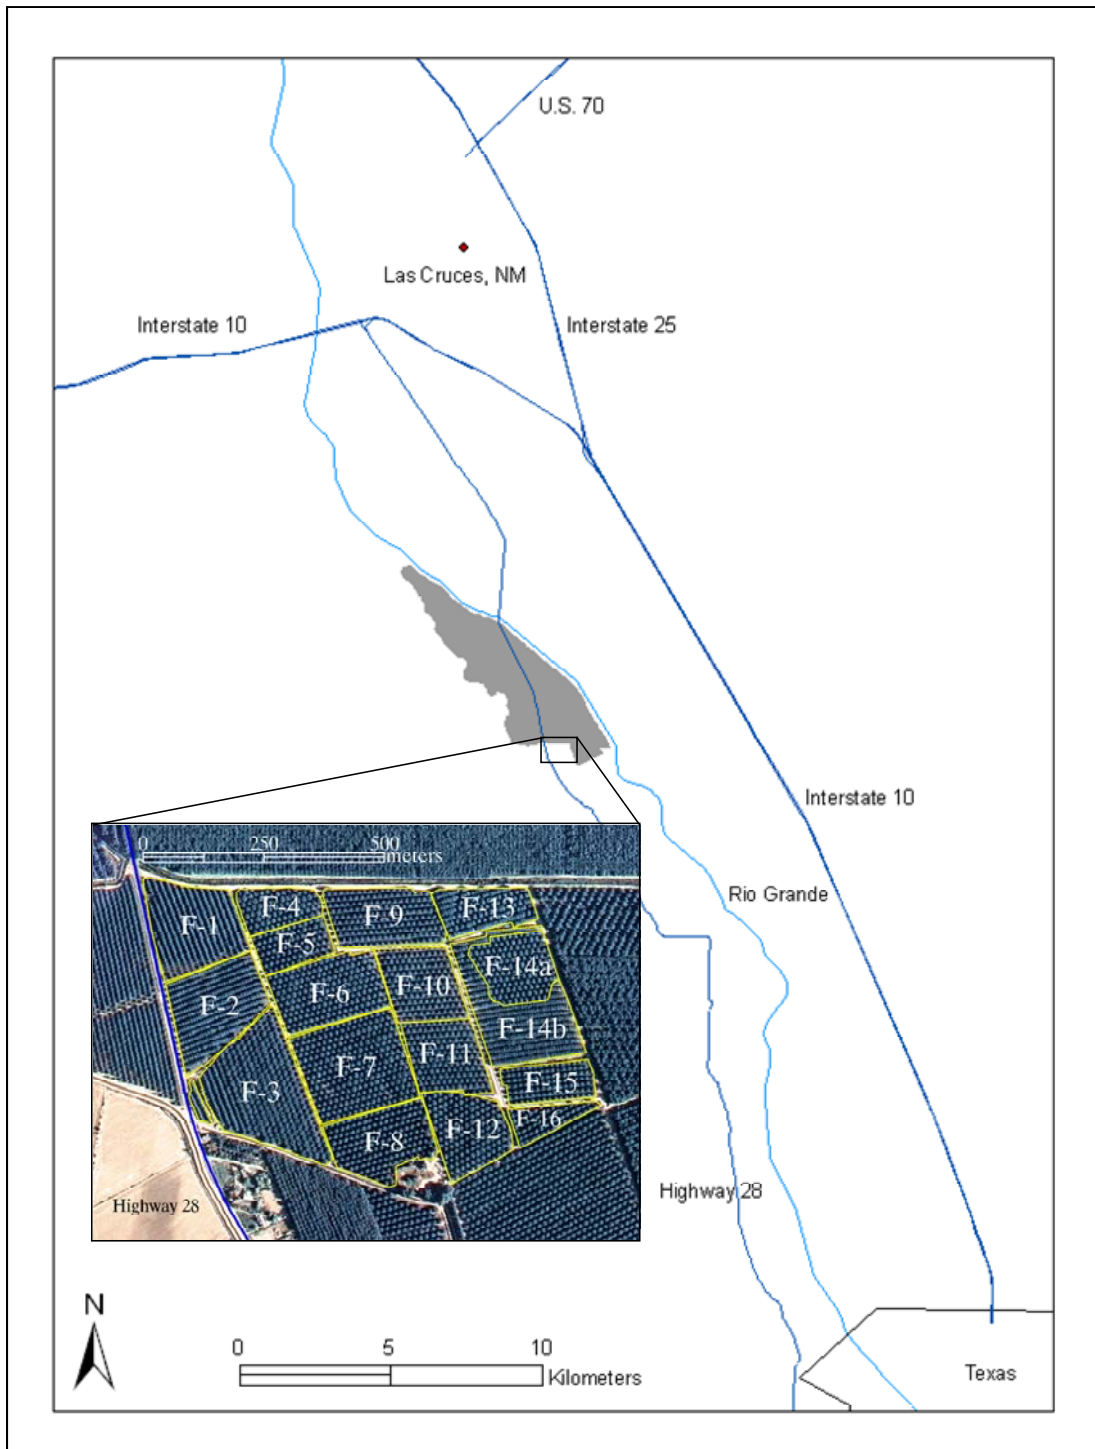 U.S. 70
Las Cruces, NM
Interstate 10
Interstate 25
Interstate 10
Rio Grande
Highway 28
0 250 500
meters
F-1
F-4
F-9
F-13
F-5
F-2
F-6
F-10
F-14a
F-14b
F-7
F-11
F-3
F-15
F-8
F-12
F-16
Highway 28
N
0 5 10
Kilometers
Texas